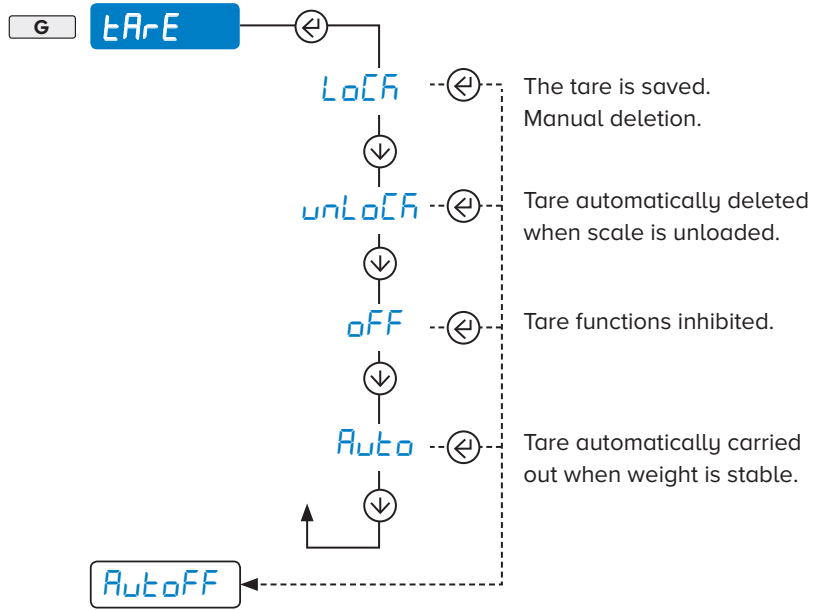 G
tArE
LoCK
The tare is saved.
Manual deletion.
unLoCK
Tare automatically deleted
when scale is unloaded.
oFF
Tare functions inhibited.
Auto
Tare automatically carried
out when weight is stable.
AutoFF